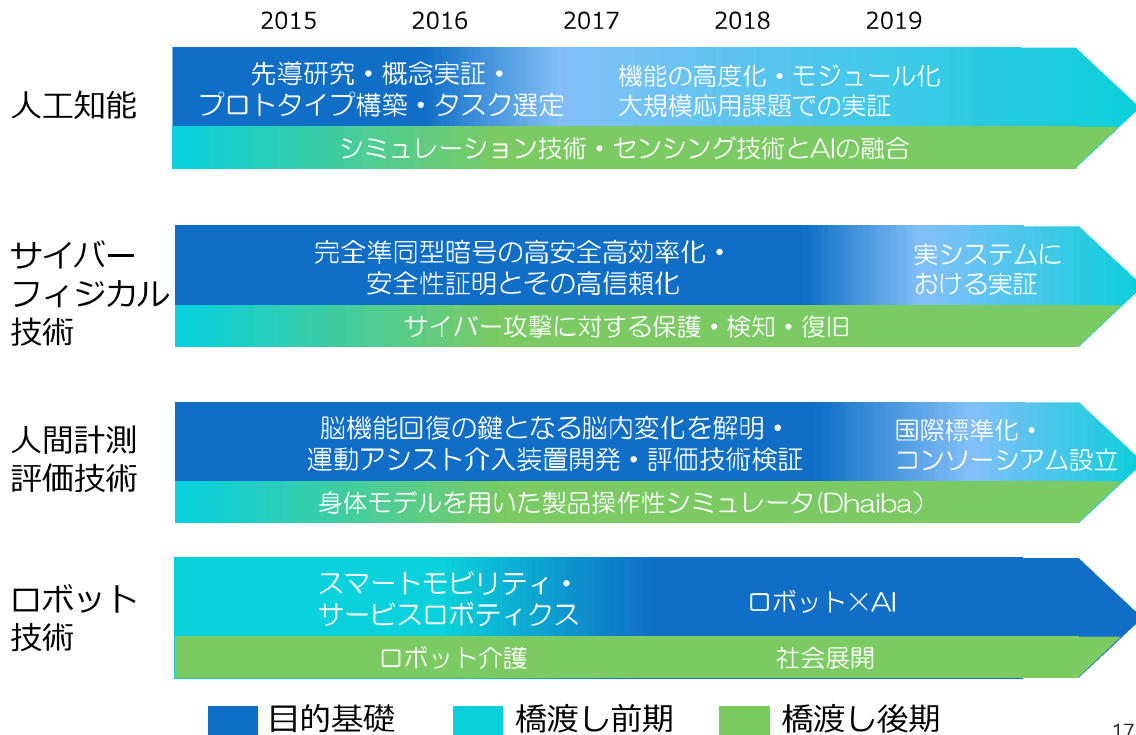 2015 2016 2017 2018 2019
人工知能
先導研究・概念実証・
プロトタイプ構築・タスク選定
機能の高度化・モジュール化
大規模応用課題での実証
シミュレーション技術・センシング技術とAIの融合
サイバー
フィジカル
技術
完全準同型暗号の高安全高効率化・
安全性証明とその高信頼化
実システムに
おける実証
サイバー攻撃に対する保護・検知・復旧
人間計測
評価技術
脳機能回復の鍵となる脳内変化を解明・
運動アシスト介入装置開発・評価技術検証
国際標準化・
コンソーシアム設立
身体モデルを用いた製品操作性シミュレータ(Dhaiba）
ロボット
技術
スマートモビリティ・
サービスロボティクス
ロボット×AI
ロボット介護
社会展開
目的基礎 橋渡し前期 橋渡し後期
17